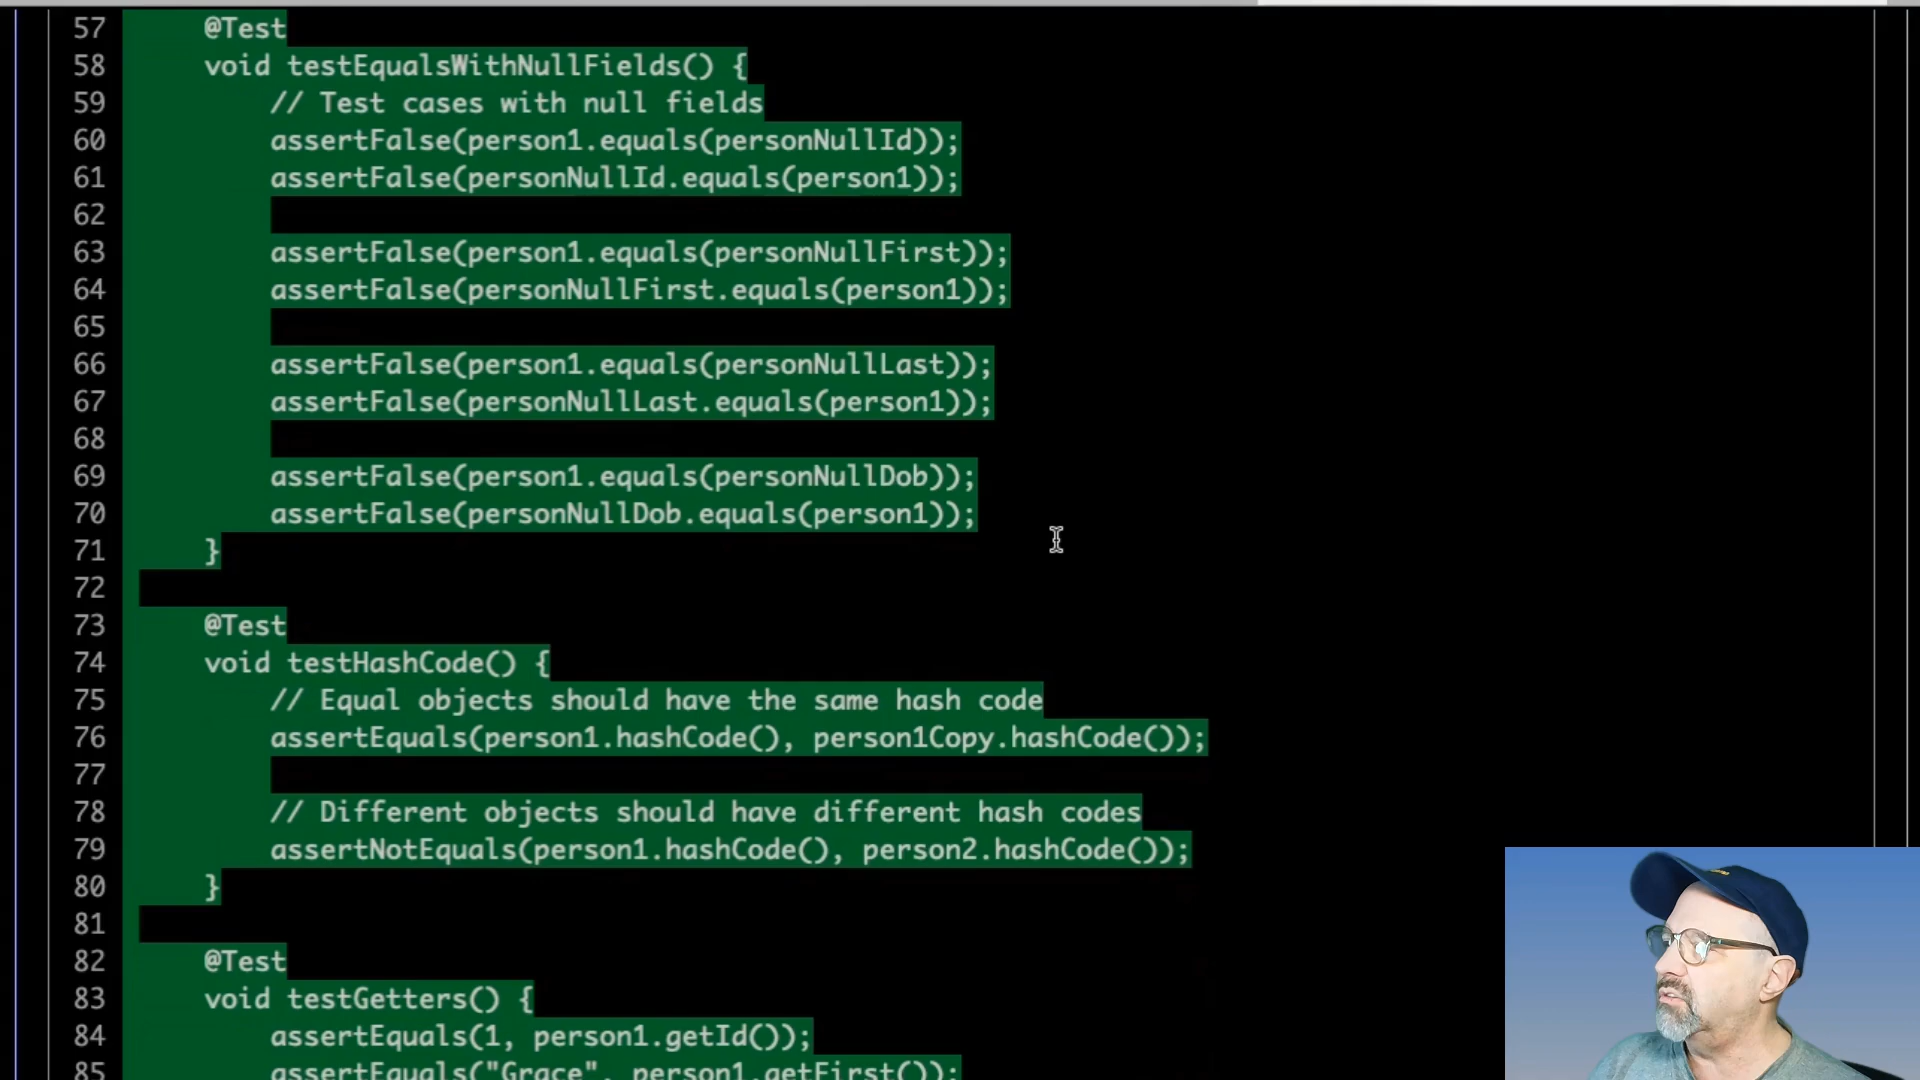 57 @Test
58 void testEqualsWithNullFields() {
59 // Test cases with null fields
60 assertFalse(person1.equals(personNullId));
61 assertFalse(personNullId.equals(person1));
62
63 assertFalse(person1.equals(personNullFirst));
64 assertFalse(personNullFirst.equals(person1));
65
66 assertFalse(person1.equals(personNullLast));
67 assertFalse(personNullLast.equals(person1));
68
69 assertFalse(person1.equals(personNullDob));
70 assertFalse(personNullDob.equals(person1));
71 }
72
73 @Test
74 void testHashCode() {
75 // Equal objects should have the same hash code
76 assertEquals(person1.hashCode(), person1Copy.hashCode());
77
78 // Different objects should have different hash codes
79 assertNotEquals(person1.hashCode(), person2.hashCode());
80 }
81
82 @Test
83 void testGetters() {
84 assertEquals(1, person1.getId());
85 assertEquals("Grace", person1.getFirst());